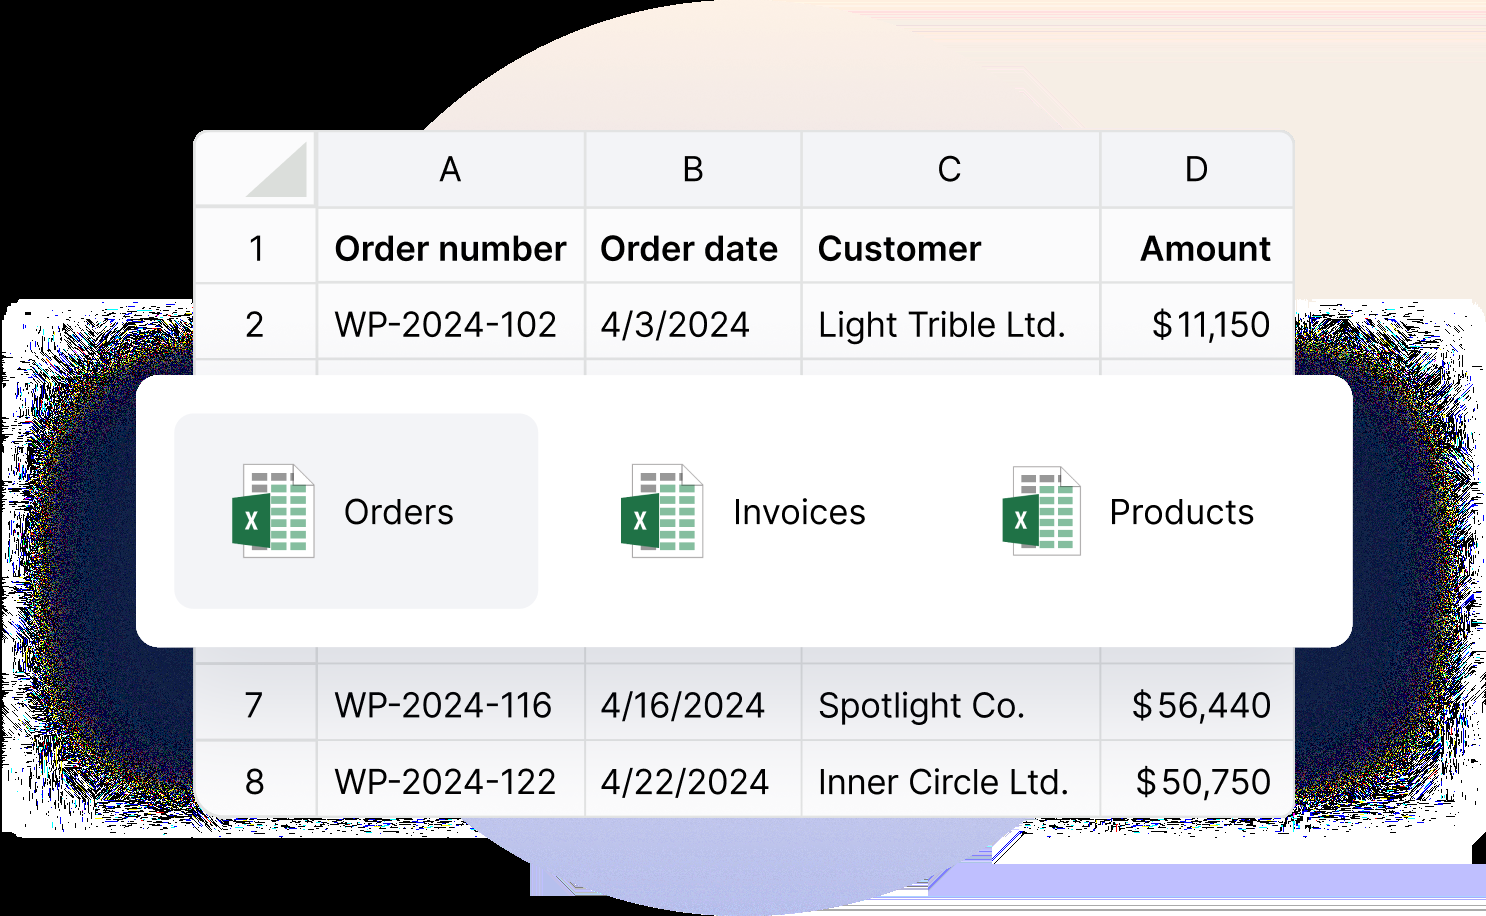 A B C D
1 Order number Order date Customer Amount
2 WP-2024-102 4/3/2024 Light Trible Ltd. $11,150
X Orders X Invoices X Products
7 WP-2024-116 4/16/2024 Spotlight Co. $56,440
8 WP-2024-122 4/22/2024 Inner Circle Ltd. $50,750